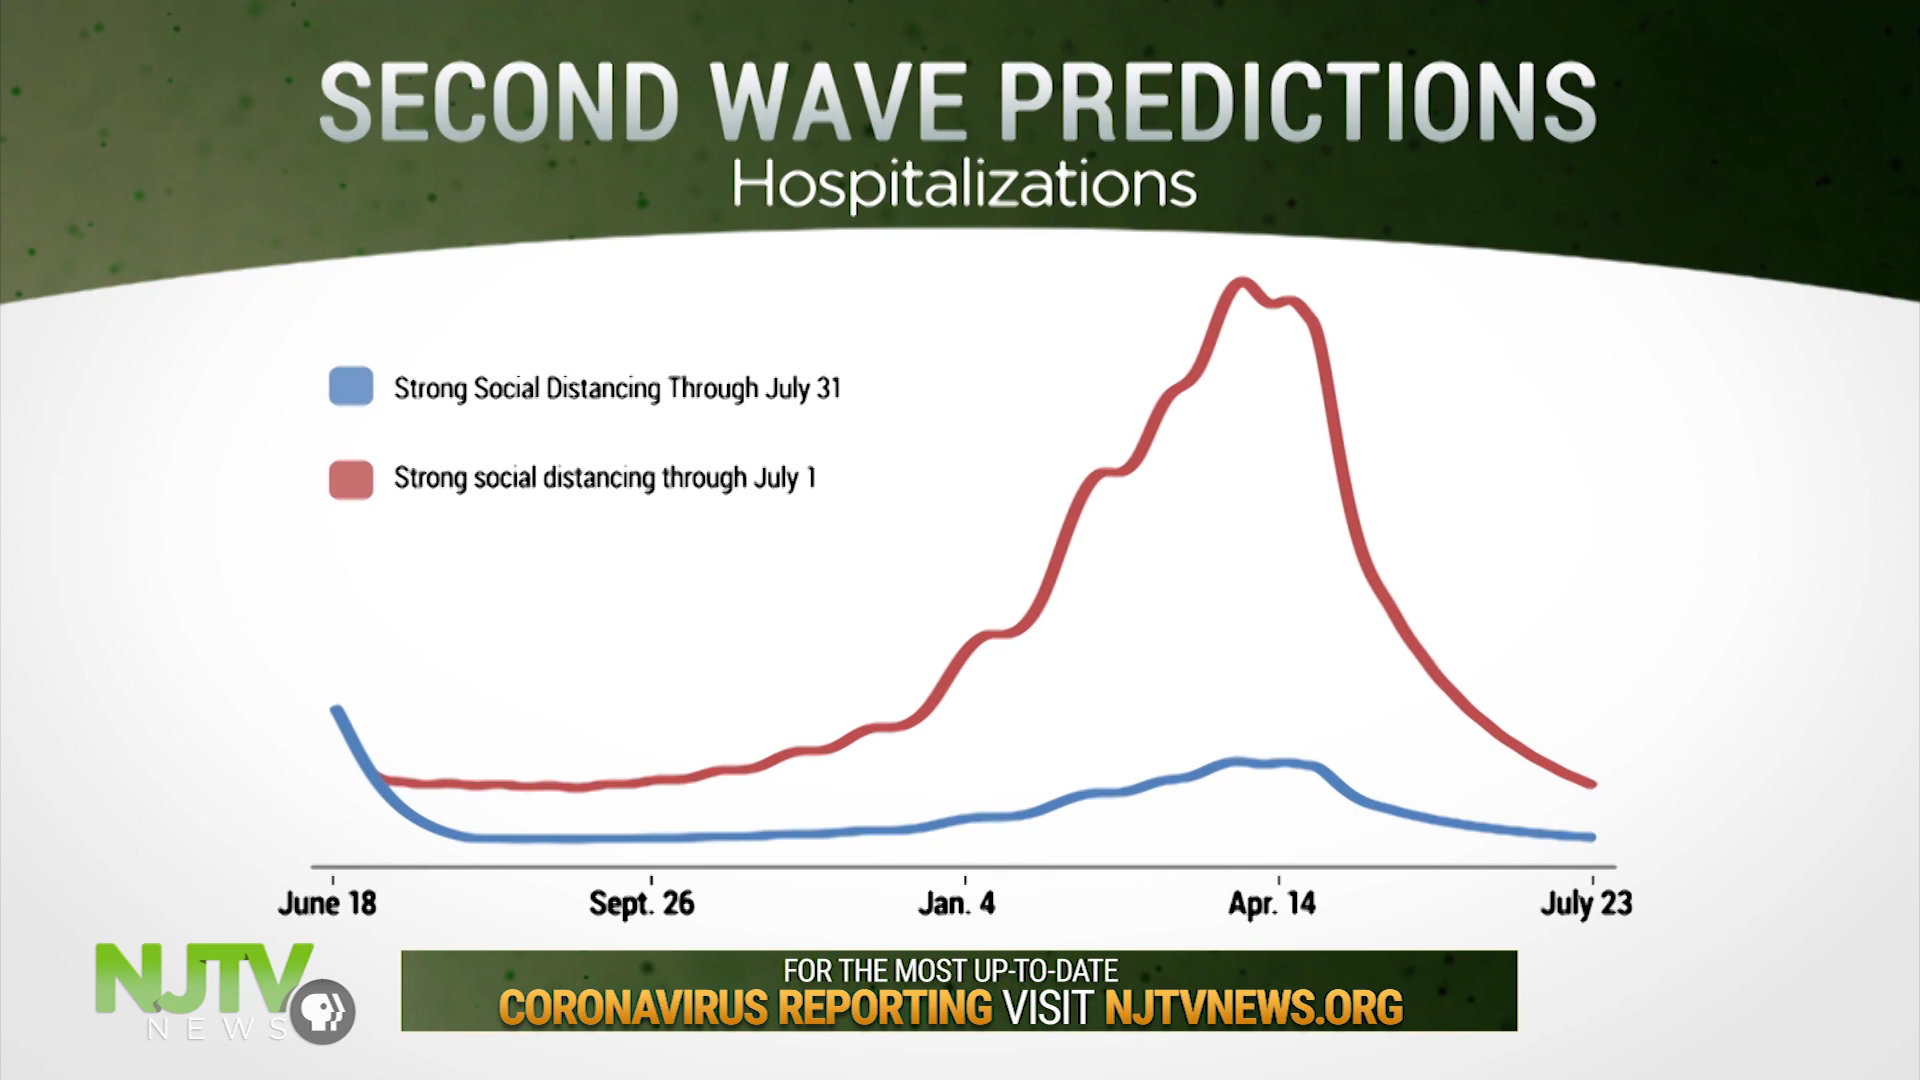 SECOND WAVE PREDICTIONS
Hospitalizations
Strong Social Distancing Through July 31
Strong social distancing through July 1
June 18
Sept. 26
Jan. 4
Apr. 14
July 23
NJTV
NEWS
FOR THE MOST UP-TO-DATE
CORONAVIRUS REPORTING VISIT NJTVNEWS.ORG